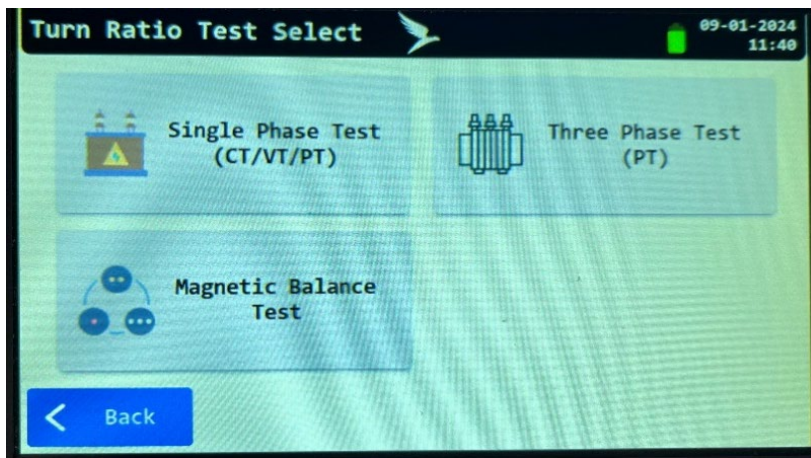 Turn Ratio Test Select
09-01-2024
11:40
Single Phase Test
(CT/VT/PT)
Three Phase Test
(PT)
Magnetic Balance
Test
Back